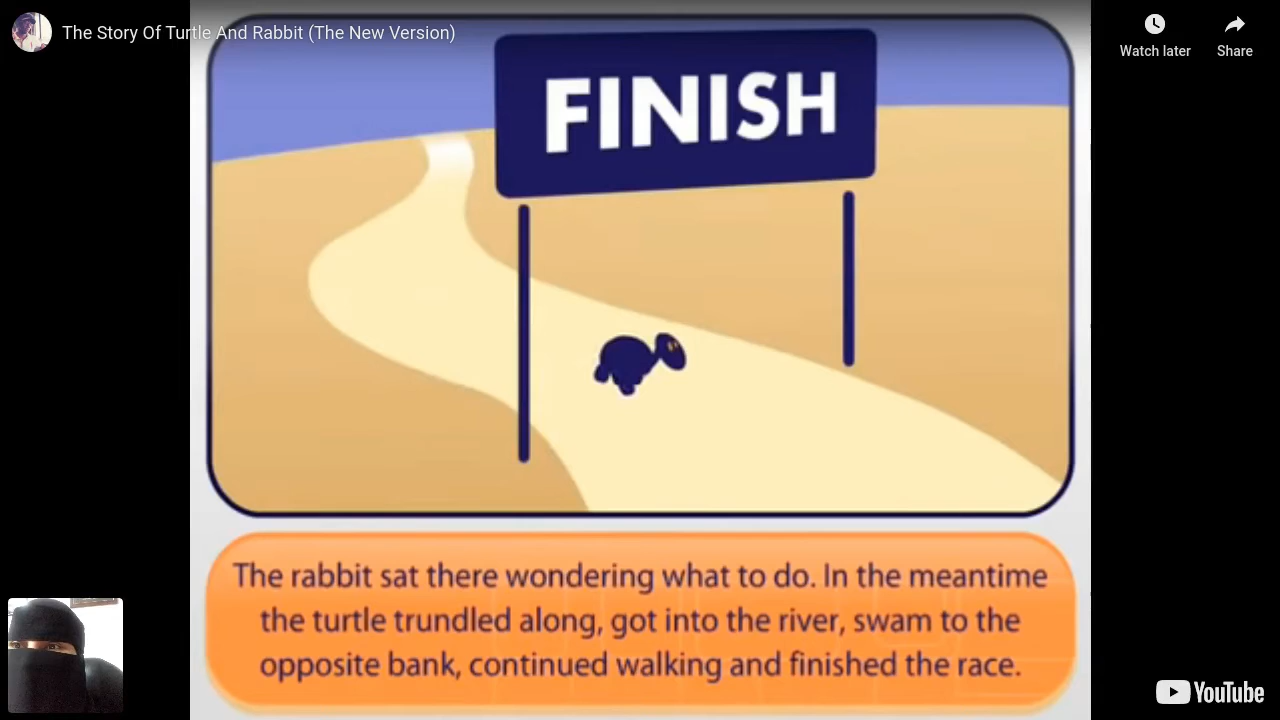 The Story Of Turtle And Rabbit (The New Version)
Watch later
Share
FINISH
The rabbit sat there wondering what to do. In the meantime
the turtle trundled along, got into the river, swam to the
opposite bank, continued walking and finished the race.
YouTube